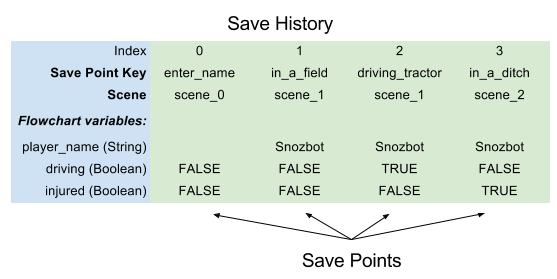 Save History
Index 0 1 2 3
Save Point Key enter_name in_a_field driving_tractor in_a_ditch
Scene scene_0 scene_1 scene_1 scene_2
Flowchart variables:
player_name (String) Snozbot Snozbot Snozbot
driving (Boolean) FALSE FALSE TRUE FALSE
injured (Boolean) FALSE FALSE FALSE TRUE
Save Points